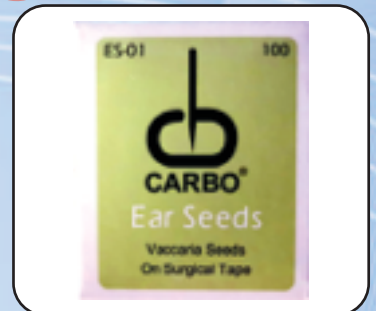 ES-01 100
CARBO®
Ear Seeds
Vaccaria Seeds
On Surgical Tape